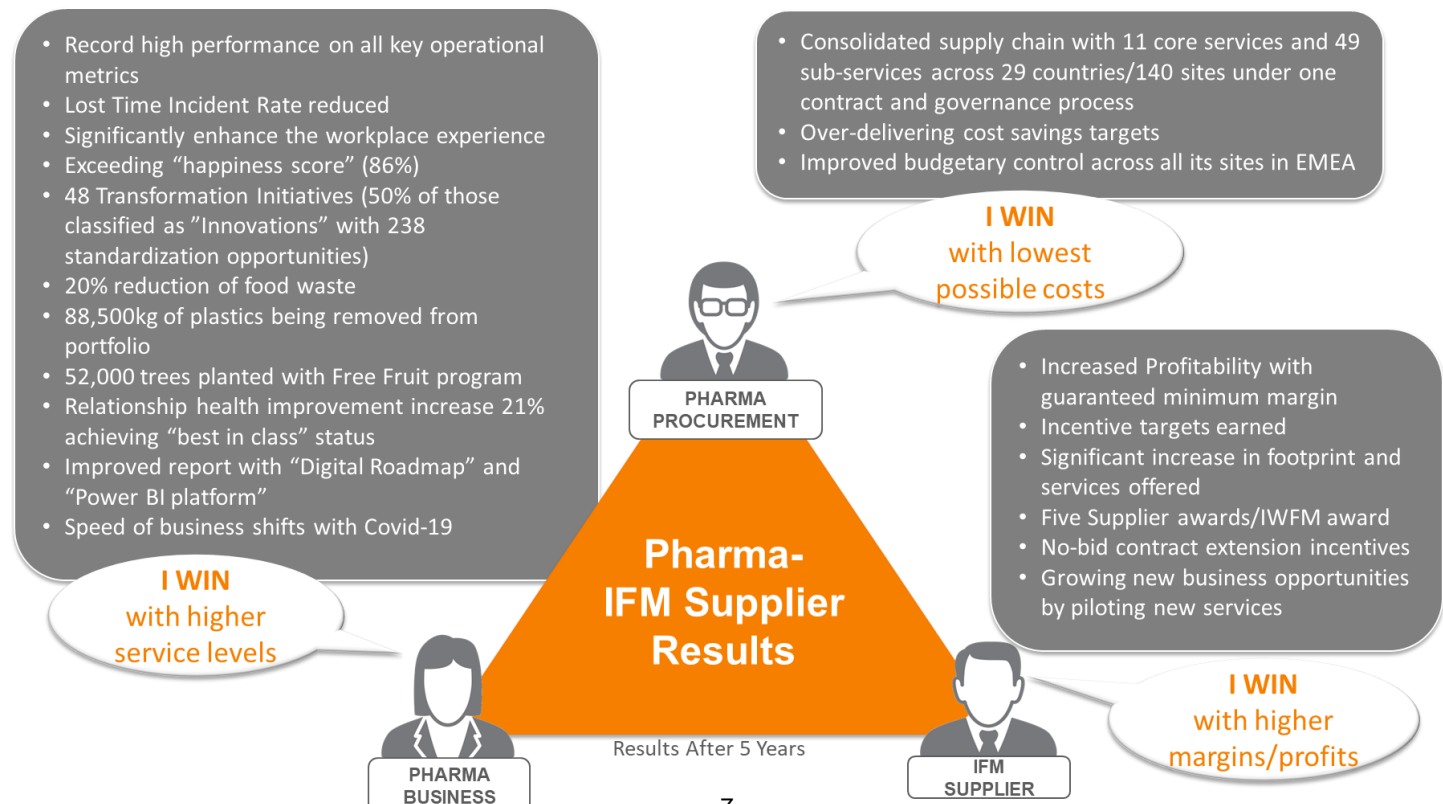 • Record high performance on all key operational
metrics
• Lost Time Incident Rate reduced
• Significantly enhance the workplace experience
• Exceeding “happiness score” (86%)
• 48 Transformation Initiatives (50% of those
classified as ”Innovations” with 238
standardization opportunities)
• 20% reduction of food waste
• 88,500kg of plastics being removed from
portfolio
• 52,000 trees planted with Free Fruit program
• Relationship health improvement increase 21%
achieving “best in class” status
• Improved report with “Digital Roadmap” and
“Power BI platform”
• Speed of business shifts with Covid-19
I WIN
with higher
service levels
PHARMA
BUSINESS
• Consolidated supply chain with 11 core services and 49
sub-services across 29 countries/140 sites under one
contract and governance process
• Over-delivering cost savings targets
• Improved budgetary control across all its sites in EMEA
I WIN
with lowest
possible costs
PHARMA
PROCUREMENT
Pharma-
IFM Supplier
Results
Results After 5 Years
• Increased Profitability with
guaranteed minimum margin
• Incentive targets earned
• Significant increase in footprint and
services offered
• Five Supplier awards/IWFM award
• No-bid contract extension incentives
• Growing new business opportunities
by piloting new services
I WIN
with higher
margins/profits
IFM
SUPPLIER